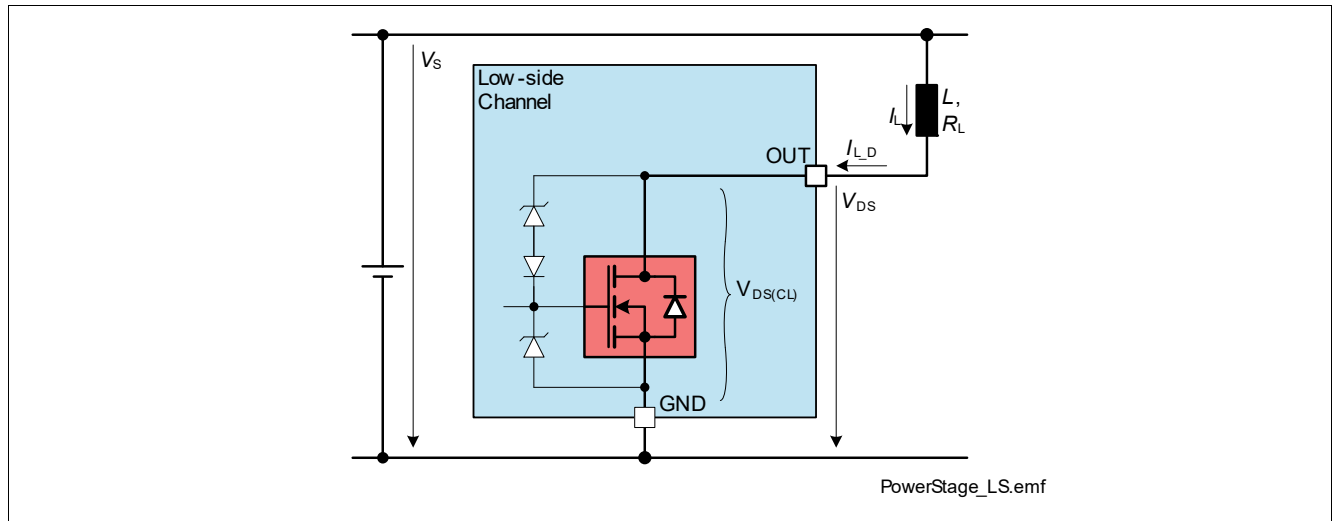 VS
Low-side
Channel
L,
IL
RL
IL_D
OUT
VDS
VDS(CL)
GND
PowerStage_LS.emf